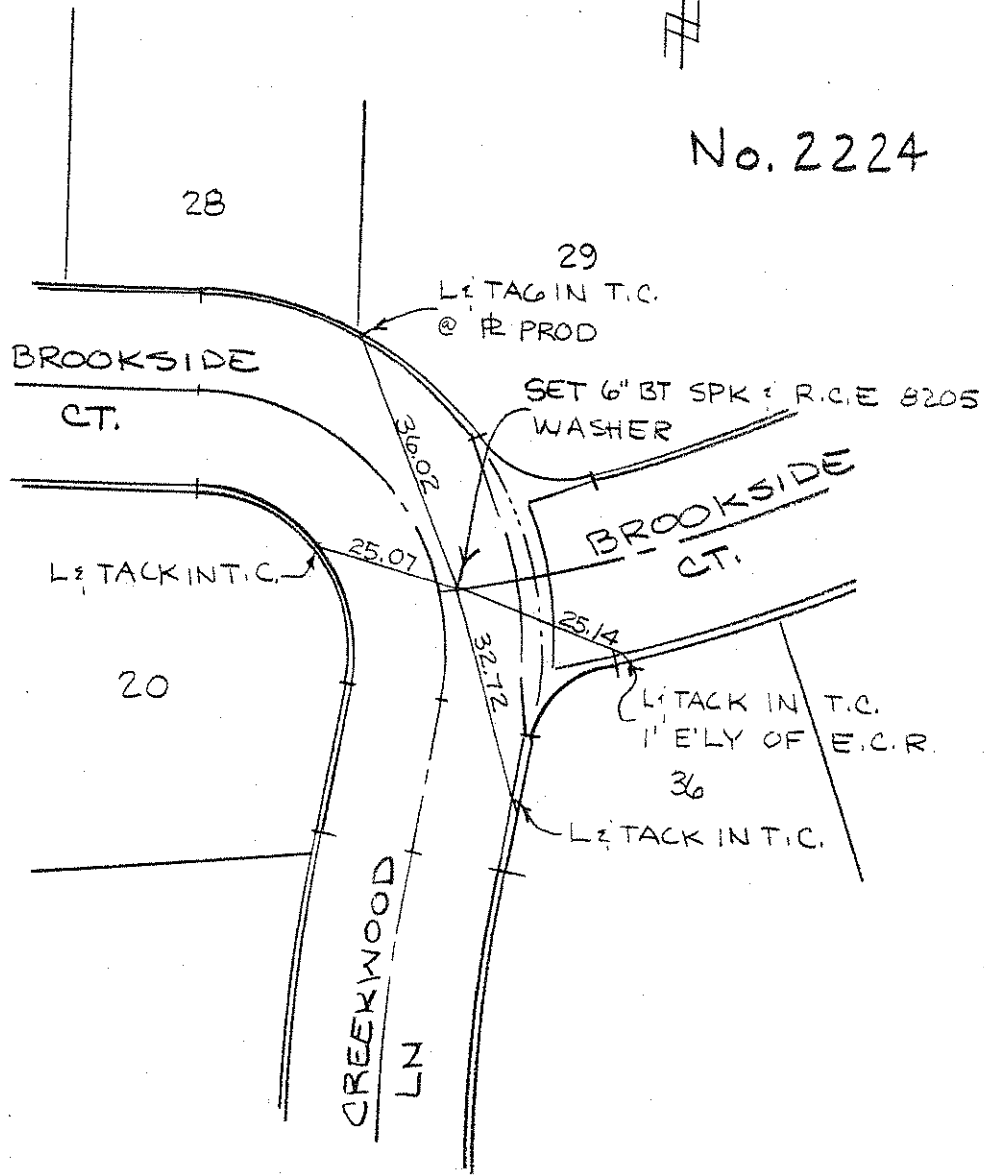 No. 2224
28
29
L & TAG IN T.C.
@ PL PROD
BROOKSIDE
CT.
SET 6" BT SPK & R.C.E 8205
WASHER
36.02
BROOKSIDE
CT.
25.07
L & TACK IN T.C.
25.14
32.72
20
L & TACK IN T.C.
1' E'LY OF E.C.R.
36
L & TACK IN T.C.
CREEKWOOD
LN